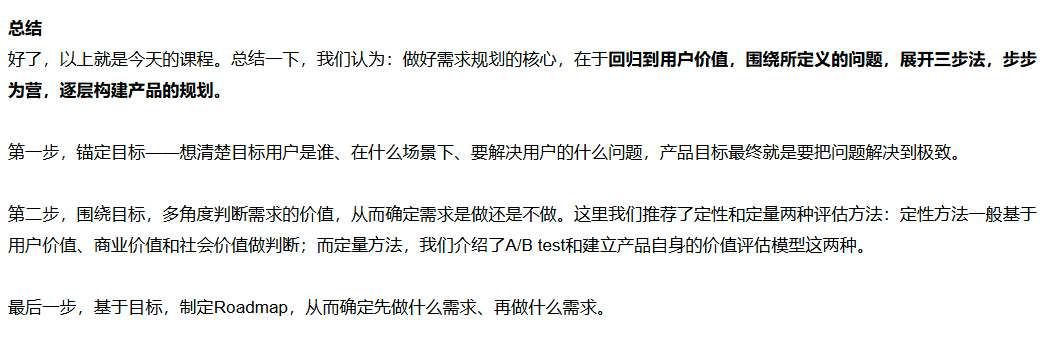 总结
好了，以上就是今天的课程。总结一下，我们认为：做好需求规划的核心，在于回归到用户价值，围绕所定义的问题，展开三步法，步步
为营，逐层构建产品的规划。
第一步，锚定目标——想清楚目标用户是谁、在什么场景下、要解决用户的什么问题，产品目标最终就是要把问题解决到极致。
第二步，围绕目标，多角度判断需求的价值，从而确定需求是做还是不做。这里我们推荐了定性和定量两种评估方法：定性方法一般基于
用户价值、商业价值和社会价值做判断；而定量方法，我们介绍了A/B test和建立产品自身的价值评估模型这两种。
最后一步，基于目标，制定Roadmap，从而确定先做什么需求、再做什么需求。